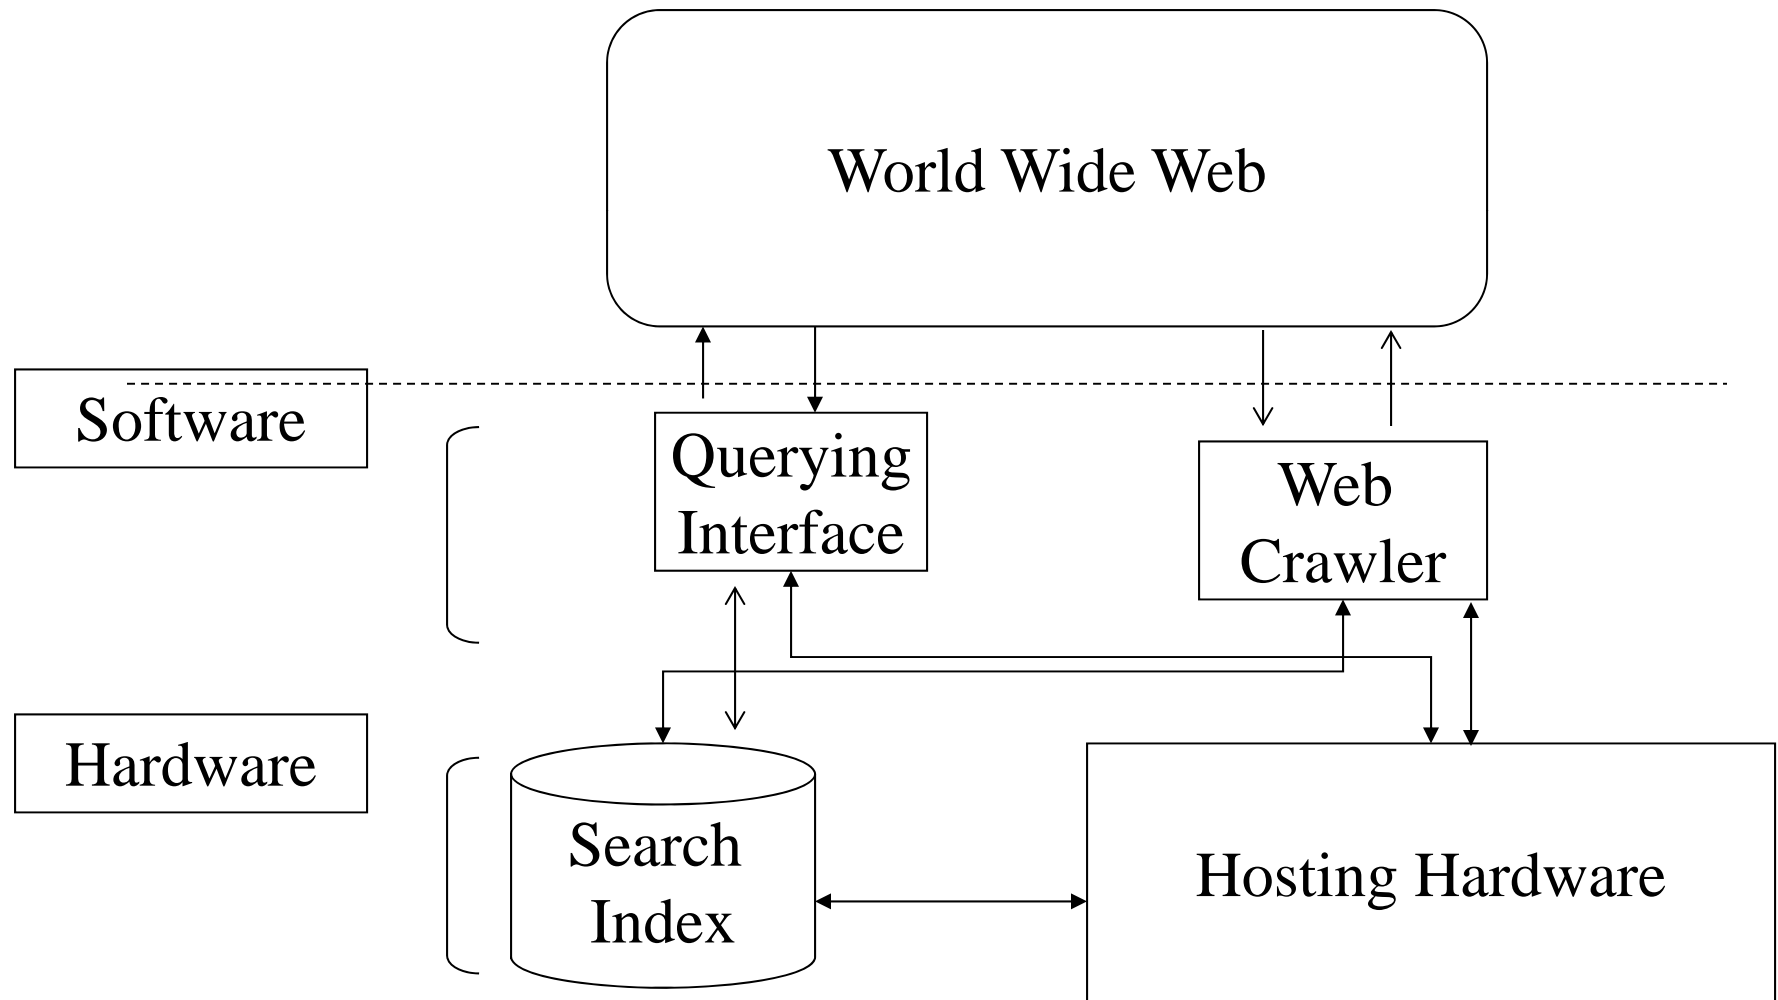 World Wide Web
Software
Querying
Interface
Web
Crawler
Hardware
Search
Index
Hosting Hardware